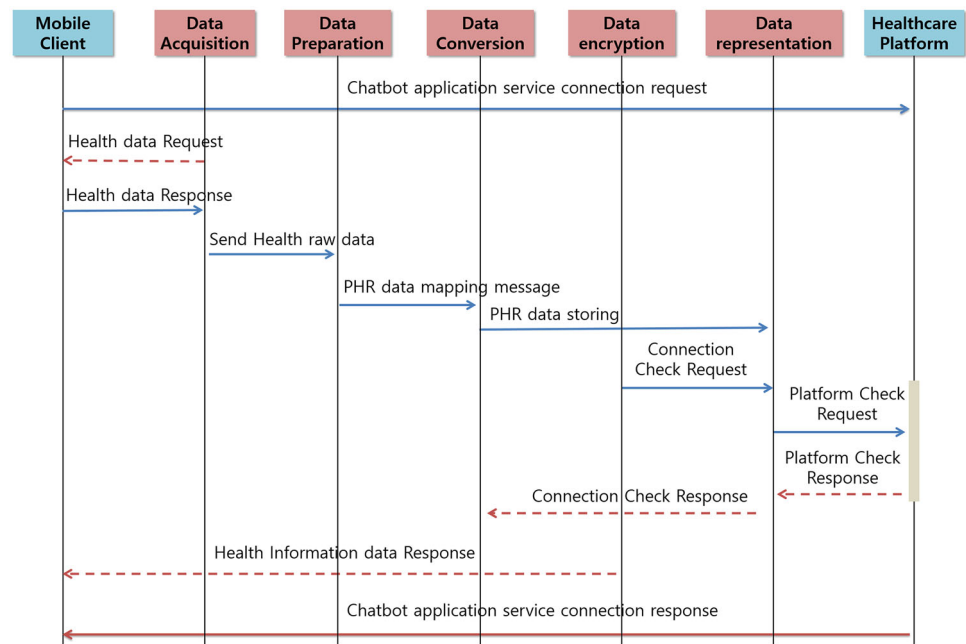 Mobile
Client
Data
Acquisition
Data
Preparation
Data
Conversion
Data
encryption
Data
representation
Healthcare
Platform
Chatbot application service connection request
Health data Request
Health data Response
Send Health raw data
PHR data mapping message
PHR data storing
Connection
Check Request
Platform Check
Request
Platform Check
Response
Connection Check Response
Health Information data Response
Chatbot application service connection response